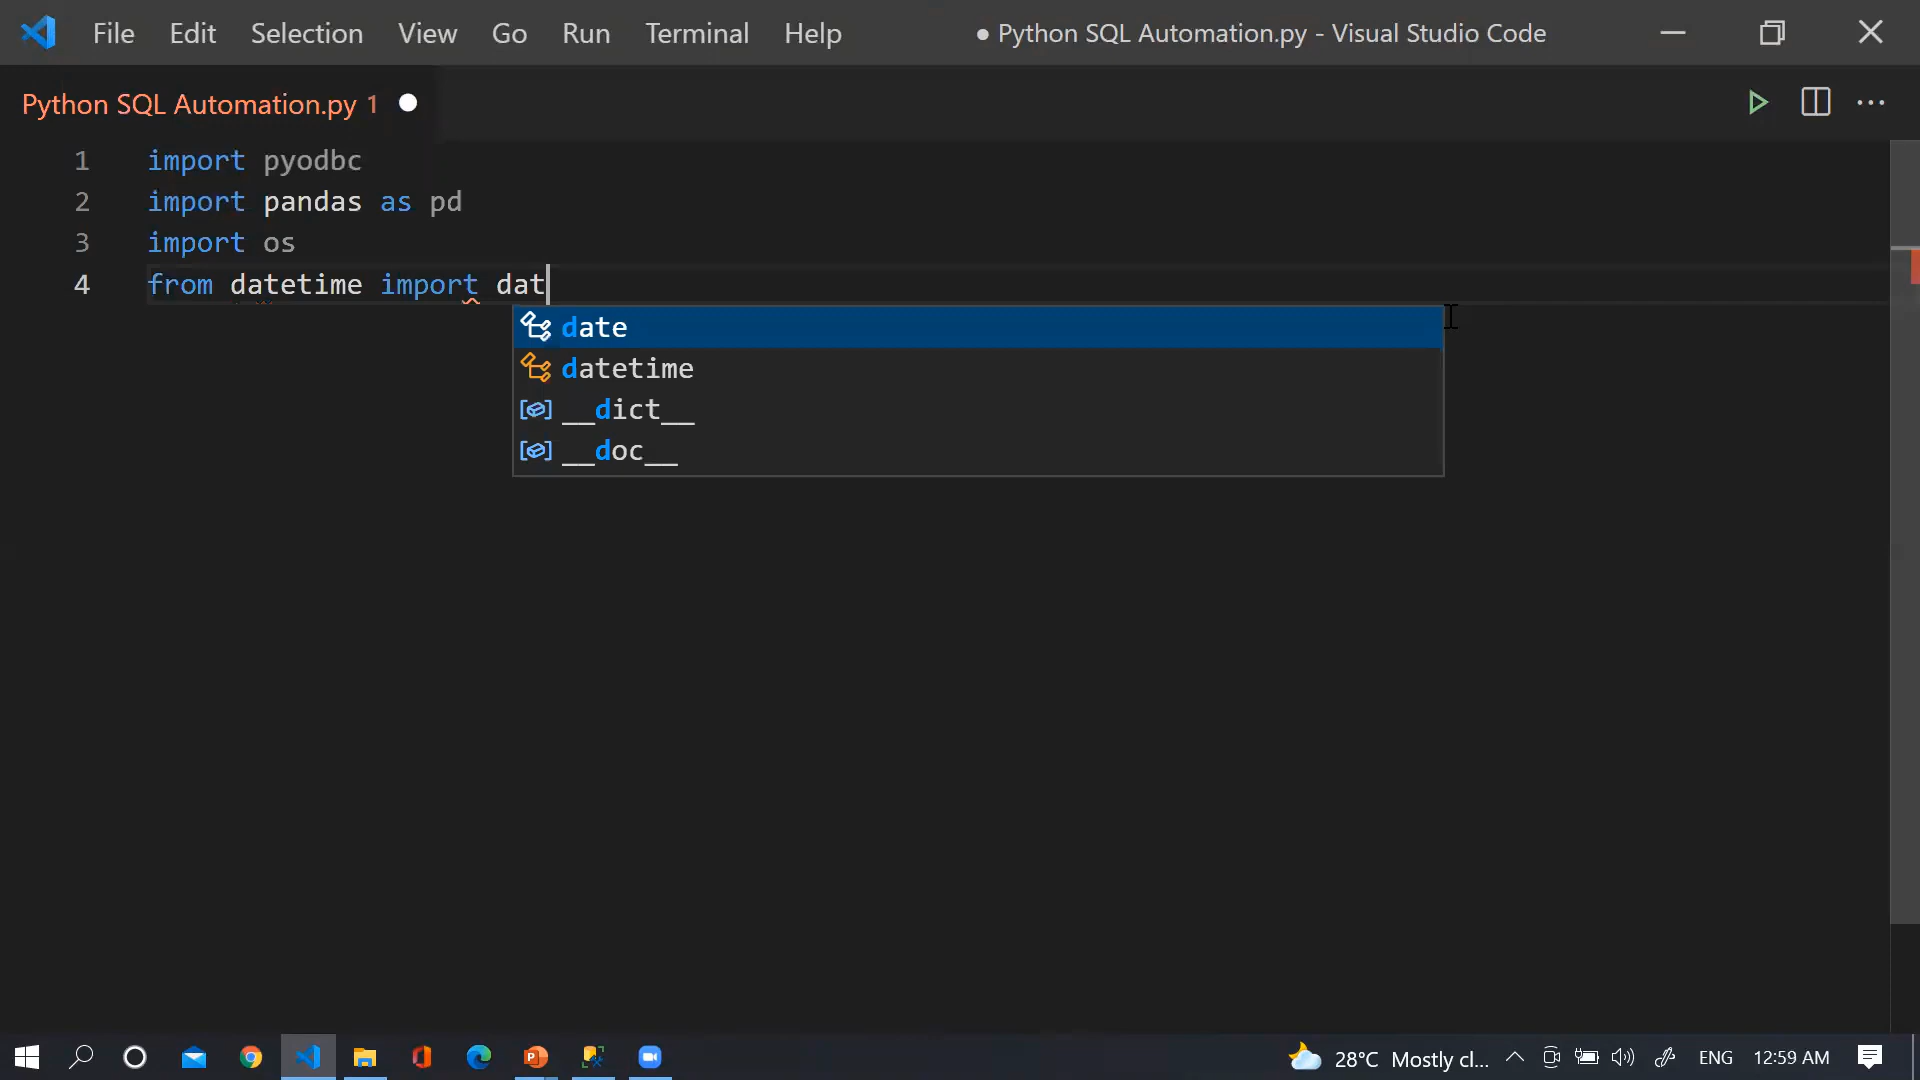 File Edit Selection View Go Run Terminal Help ● Python SQL Automation.py - Visual Studio Code
Python SQL Automation.py 1
1 import pyodbc
2 import pandas as pd
3 import os
4 from datetime import dat
date
datetime
__dict__
__doc__
28°C Mostly cl... ENG 12:59 AM